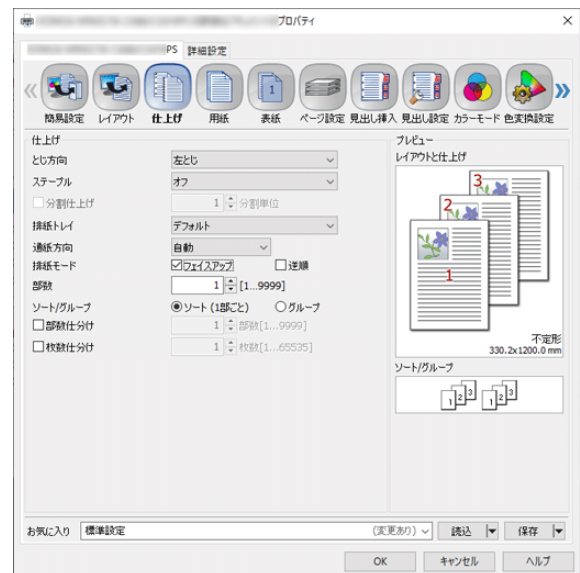 プロパティ
PS 詳細設定
簡易設定 レイアウト 仕上げ 用紙 表紙 ページ設定 見出し挿入 見出し設定 カラーモード 色変換設定
1
仕上げ
とじ方向 左とじ
ステープル オフ
分割仕上げ 1 分割単位
排紙トレイ デフォルト
通紙方向 自動
排紙モード フェイスアップ 逆順
部数 1 [1...9999]
ソート/グループ ソート (1部ごと) グループ
部数仕分け 1 部数[1...9999]
枚数仕分け 1 枚数[1...65535]
プレビュー
レイアウトと仕上げ
3
2
1
不定形
330.2x1200.0 mm
ソート/グループ
1 2 3 1 2 3
お気に入り 標準設定 (変更あり) 読込 保存
OK キャンセル ヘルプ